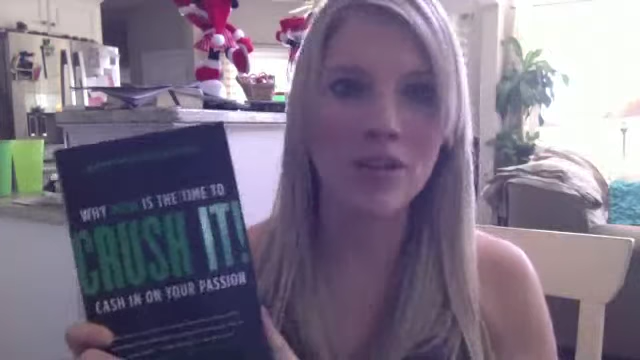 WHY NOW IS THE TIME TO
CRUSH IT!
CASH IN ON YOUR PASSION